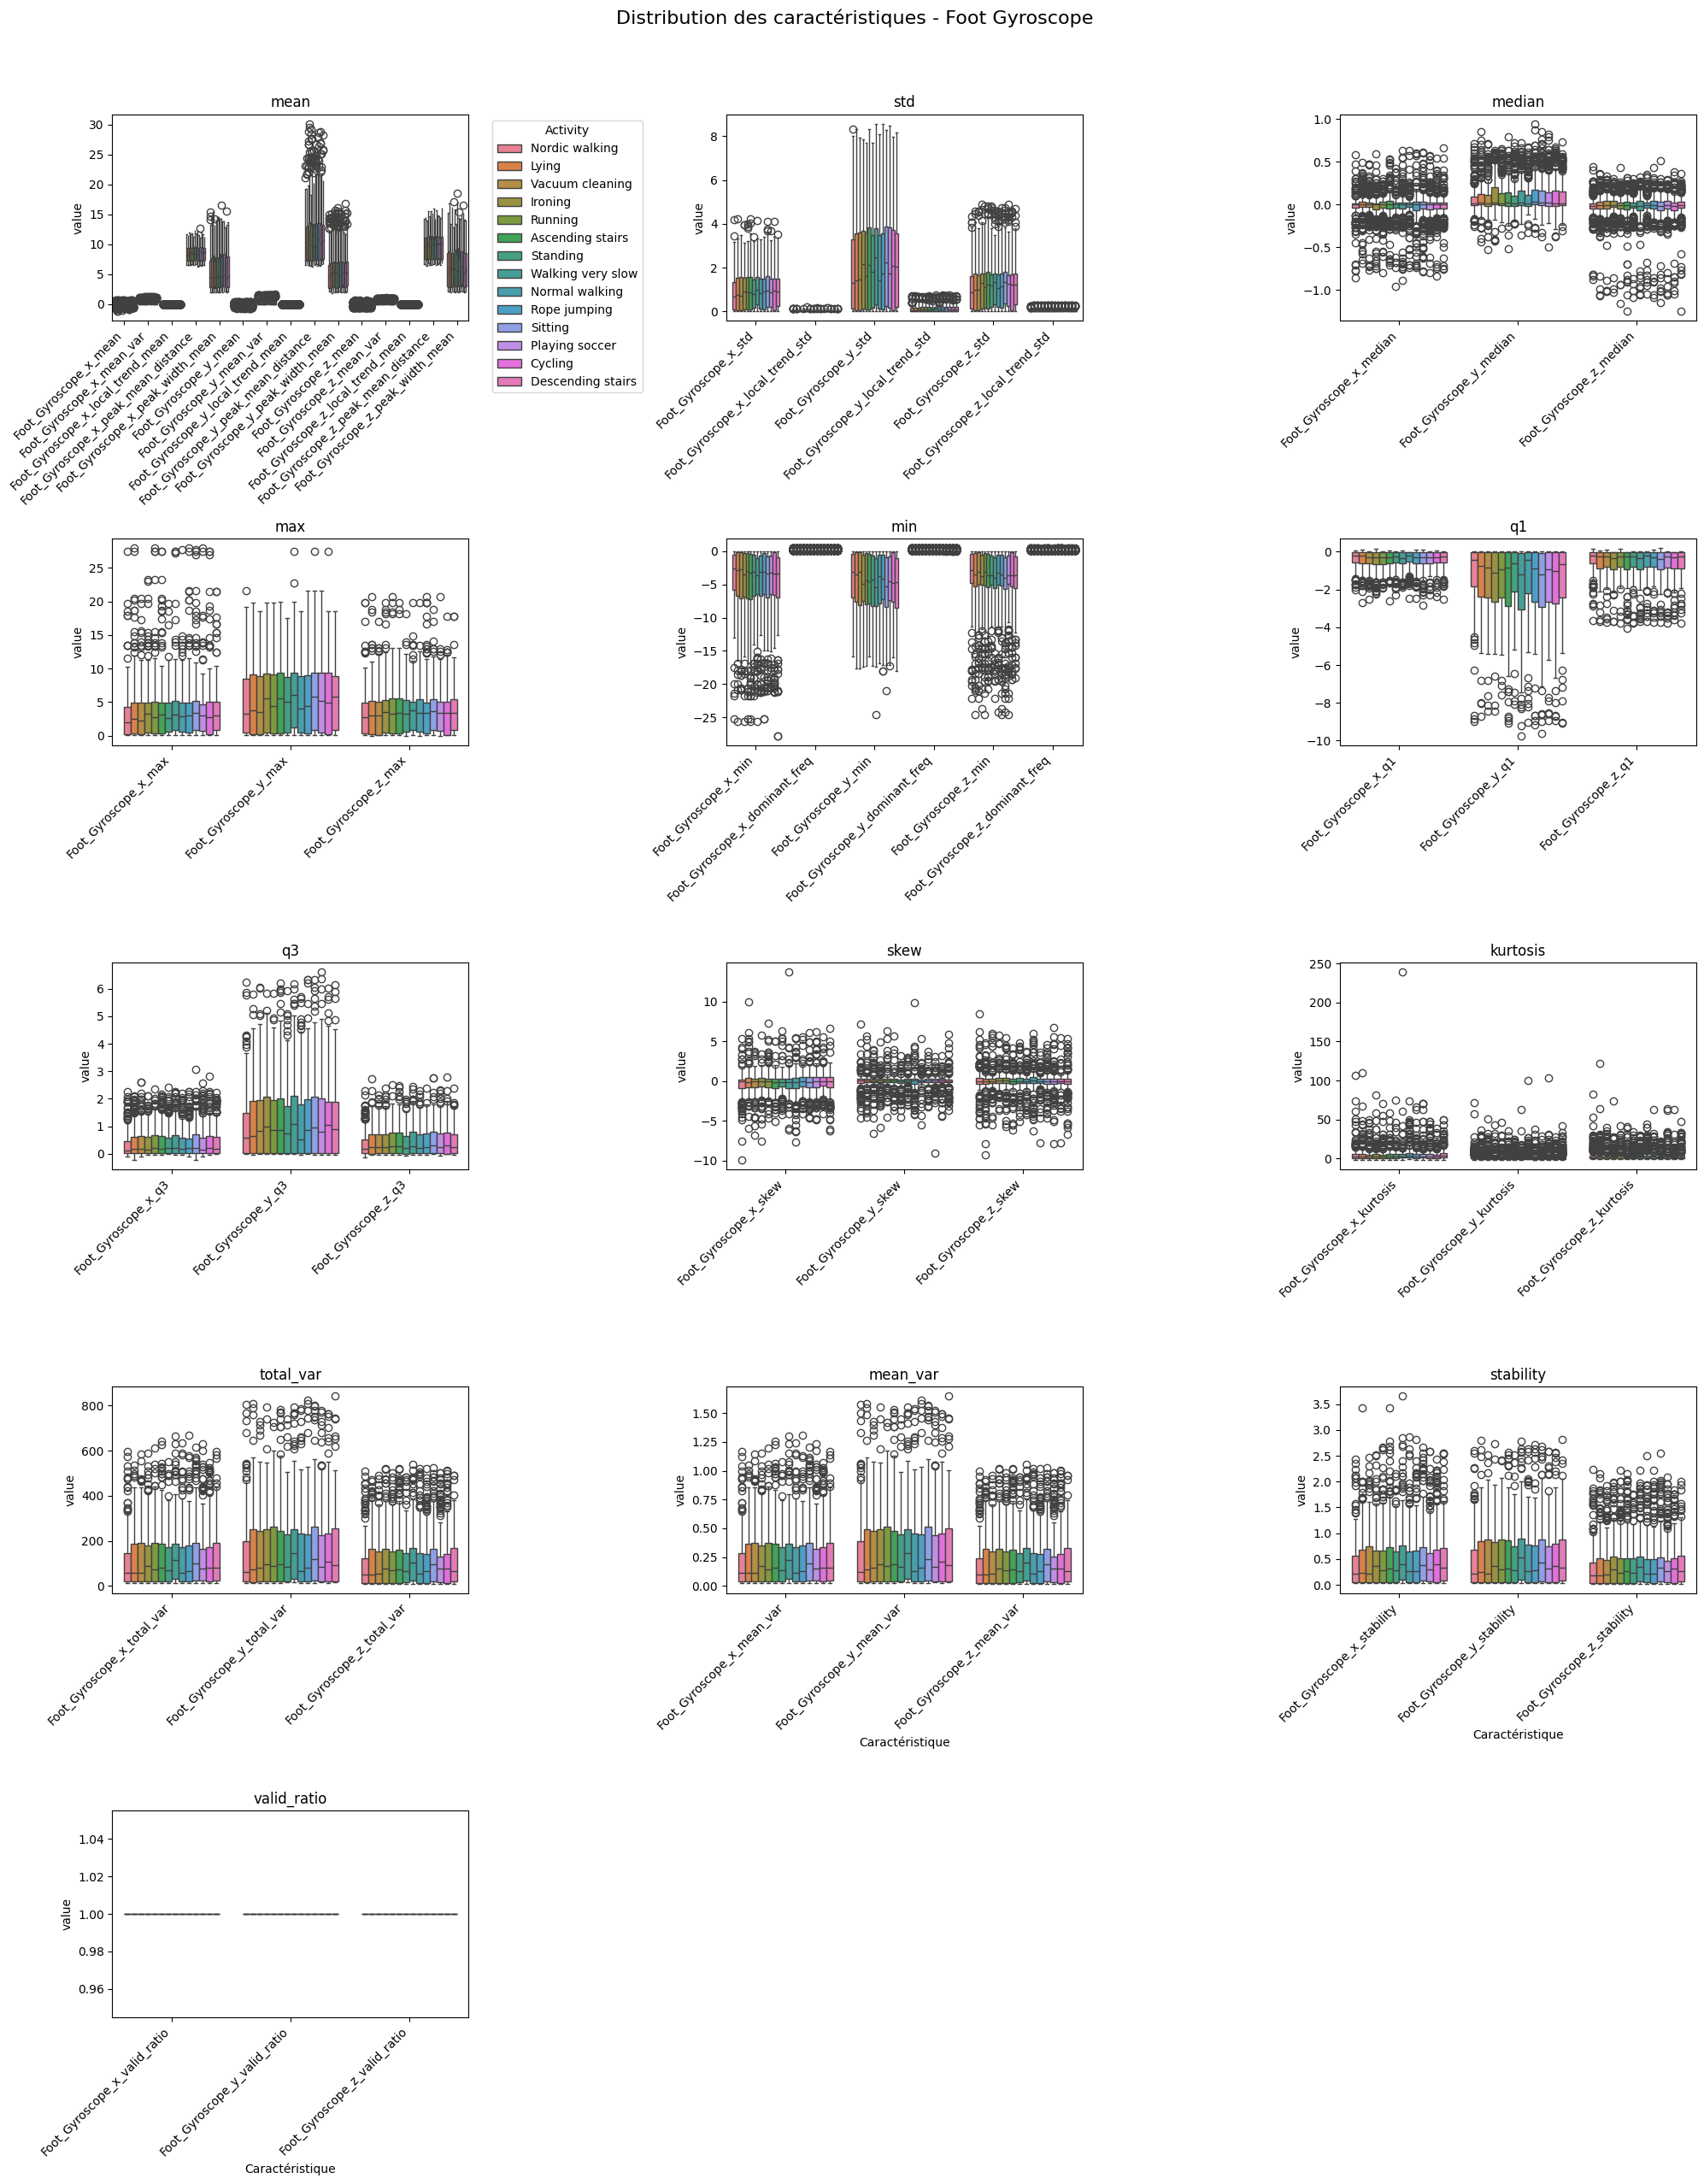 Distribution des caractéristiques - Foot Gyroscope
mean
value
30
25
20
15
10
5
0
Foot_Gyroscope_x_mean
Foot_Gyroscope_x_mean_var
Foot_Gyroscope_x_local_trend_mean
Foot_Gyroscope_x_peak_mean_distance
Foot_Gyroscope_x_peak_width_mean
Foot_Gyroscope_y_mean
Foot_Gyroscope_y_mean_var
Foot_Gyroscope_y_local_trend_mean
Foot_Gyroscope_y_peak_mean_distance
Foot_Gyroscope_y_peak_width_mean
Foot_Gyroscope_z_mean
Foot_Gyroscope_z_mean_var
Foot_Gyroscope_z_local_trend_mean
Foot_Gyroscope_z_peak_mean_distance
Foot_Gyroscope_z_peak_width_mean
Activity
Nordic walking
Lying
Vacuum cleaning
Ironing
Running
Ascending stairs
Standing
Walking very slow
Normal walking
Rope jumping
Sitting
Playing soccer
Cycling
Descending stairs
std
value
8
6
4
2
0
Foot_Gyroscope_x_std
Foot_Gyroscope_x_local_trend_std
Foot_Gyroscope_y_std
Foot_Gyroscope_y_local_trend_std
Foot_Gyroscope_z_std
Foot_Gyroscope_z_local_trend_std
median
value
1.0
0.5
0.0
−0.5
−1.0
Foot_Gyroscope_x_median
Foot_Gyroscope_y_median
Foot_Gyroscope_z_median
max
value
25
20
15
10
5
0
Foot_Gyroscope_x_max
Foot_Gyroscope_y_max
Foot_Gyroscope_z_max
min
value
0
−5
−10
−15
−20
−25
Foot_Gyroscope_x_min
Foot_Gyroscope_x_dominant_freq
Foot_Gyroscope_y_min
Foot_Gyroscope_y_dominant_freq
Foot_Gyroscope_z_min
Foot_Gyroscope_z_dominant_freq
q1
value
0
−2
−4
−6
−8
−10
Foot_Gyroscope_x_q1
Foot_Gyroscope_y_q1
Foot_Gyroscope_z_q1
q3
value
6
5
4
3
2
1
0
Foot_Gyroscope_x_q3
Foot_Gyroscope_y_q3
Foot_Gyroscope_z_q3
skew
value
10
5
0
−5
−10
Foot_Gyroscope_x_skew
Foot_Gyroscope_y_skew
Foot_Gyroscope_z_skew
kurtosis
value
250
200
150
100
50
0
Foot_Gyroscope_x_kurtosis
Foot_Gyroscope_y_kurtosis
Foot_Gyroscope_z_kurtosis
total_var
value
800
600
400
200
0
Foot_Gyroscope_x_total_var
Foot_Gyroscope_y_total_var
Foot_Gyroscope_z_total_var
mean_var
value
1.50
1.25
1.00
0.75
0.50
0.25
0.00
Foot_Gyroscope_x_mean_var
Foot_Gyroscope_y_mean_var
Foot_Gyroscope_z_mean_var
Caractéristique
stability
value
3.5
3.0
2.5
2.0
1.5
1.0
0.5
0.0
Foot_Gyroscope_x_stability
Foot_Gyroscope_y_stability
Foot_Gyroscope_z_stability
Caractéristique
valid_ratio
value
1.04
1.02
1.00
0.98
0.96
Foot_Gyroscope_x_valid_ratio
Foot_Gyroscope_y_valid_ratio
Foot_Gyroscope_z_valid_ratio
Caractéristique